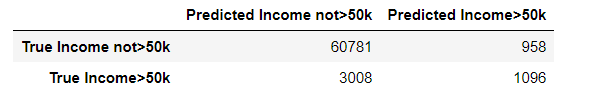 Predicted Income not>50k Predicted Income>50k
True Income not>50k 60781 958
True Income>50k 3008 1096